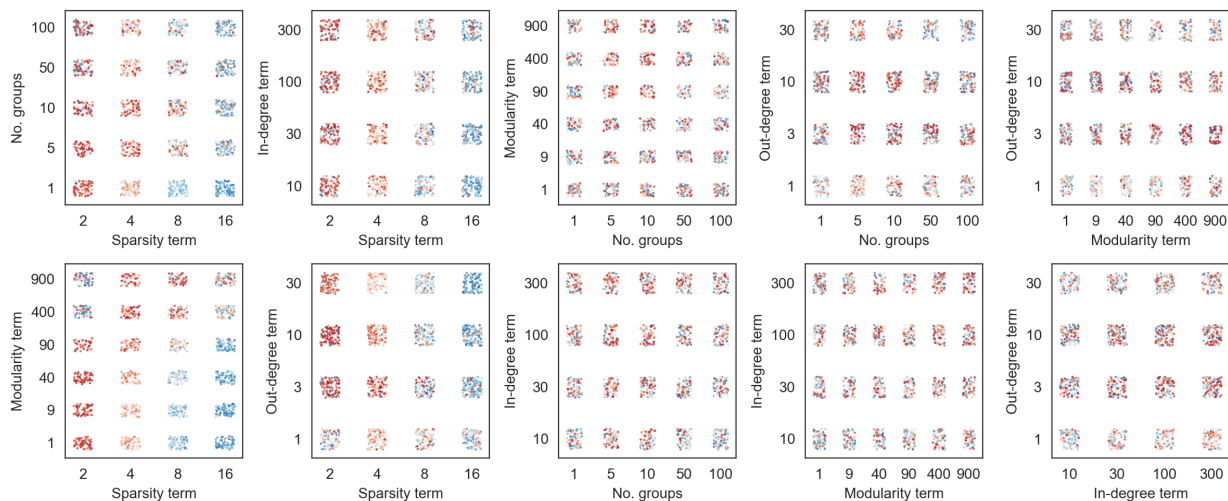 No. groups
100
50
10
5
1
2 4 8 16
Sparsity term
In-degree term
300
100
30
10
2 4 8 16
Sparsity term
Modularity term
900
400
90
40
9
1
1 5 10 50 100
No. groups
Out-degree term
30
10
3
1
1 5 10 50 100
No. groups
Out-degree term
30
10
3
1
1 9 40 90 400 900
Modularity term
Modularity term
900
400
90
40
9
1
2 4 8 16
Sparsity term
Out-degree term
30
10
3
1
2 4 8 16
Sparsity term
In-degree term
300
100
30
10
1 5 10 50 100
No. groups
In-degree term
300
100
30
10
1 9 40 90 400 900
Modularity term
Out-degree term
30
10
3
1
10 30 100 300
In-degree term